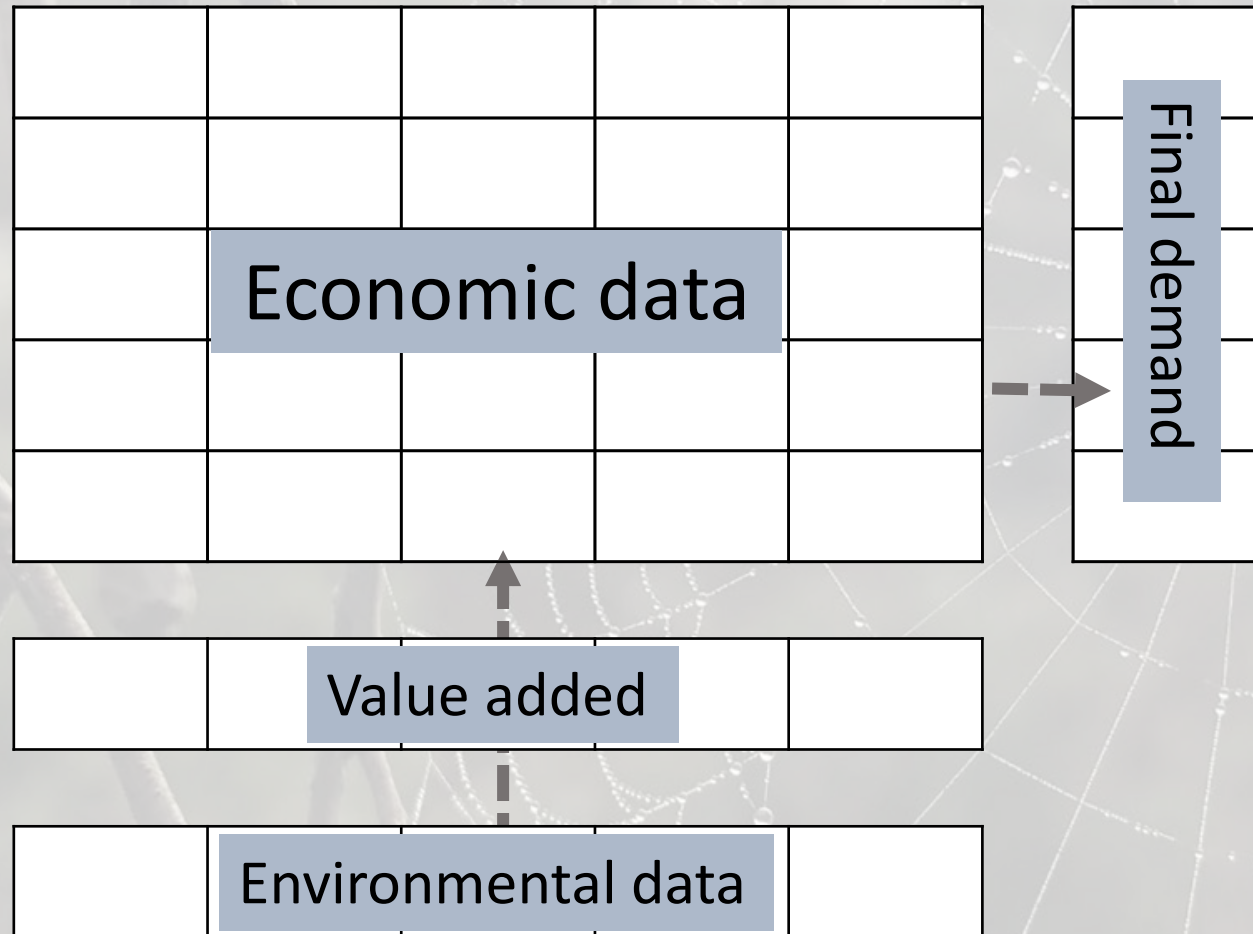 Economic data
Final demand
Value added
Environmental data